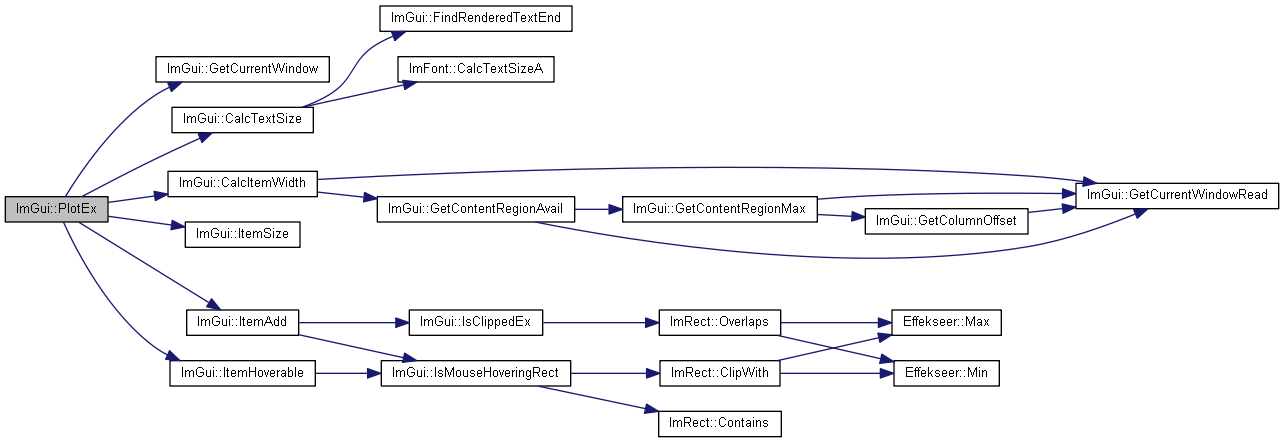 ImGui::FindRenderedTextEnd
ImGui::GetCurrentWindow
ImFont::CalcTextSizeA
ImGui::CalcTextSize
ImGui::CalcItemWidth
ImGui::GetCurrentWindowRead
ImGui::PlotEx
ImGui::GetContentRegionAvail
ImGui::GetContentRegionMax
ImGui::GetColumnOffset
ImGui::ItemSize
ImGui::ItemAdd
ImGui::IsClippedEx
ImRect::Overlaps
Effekseer::Max
ImGui::ItemHoverable
ImGui::IsMouseHoveringRect
ImRect::ClipWith
Effekseer::Min
ImRect::Contains